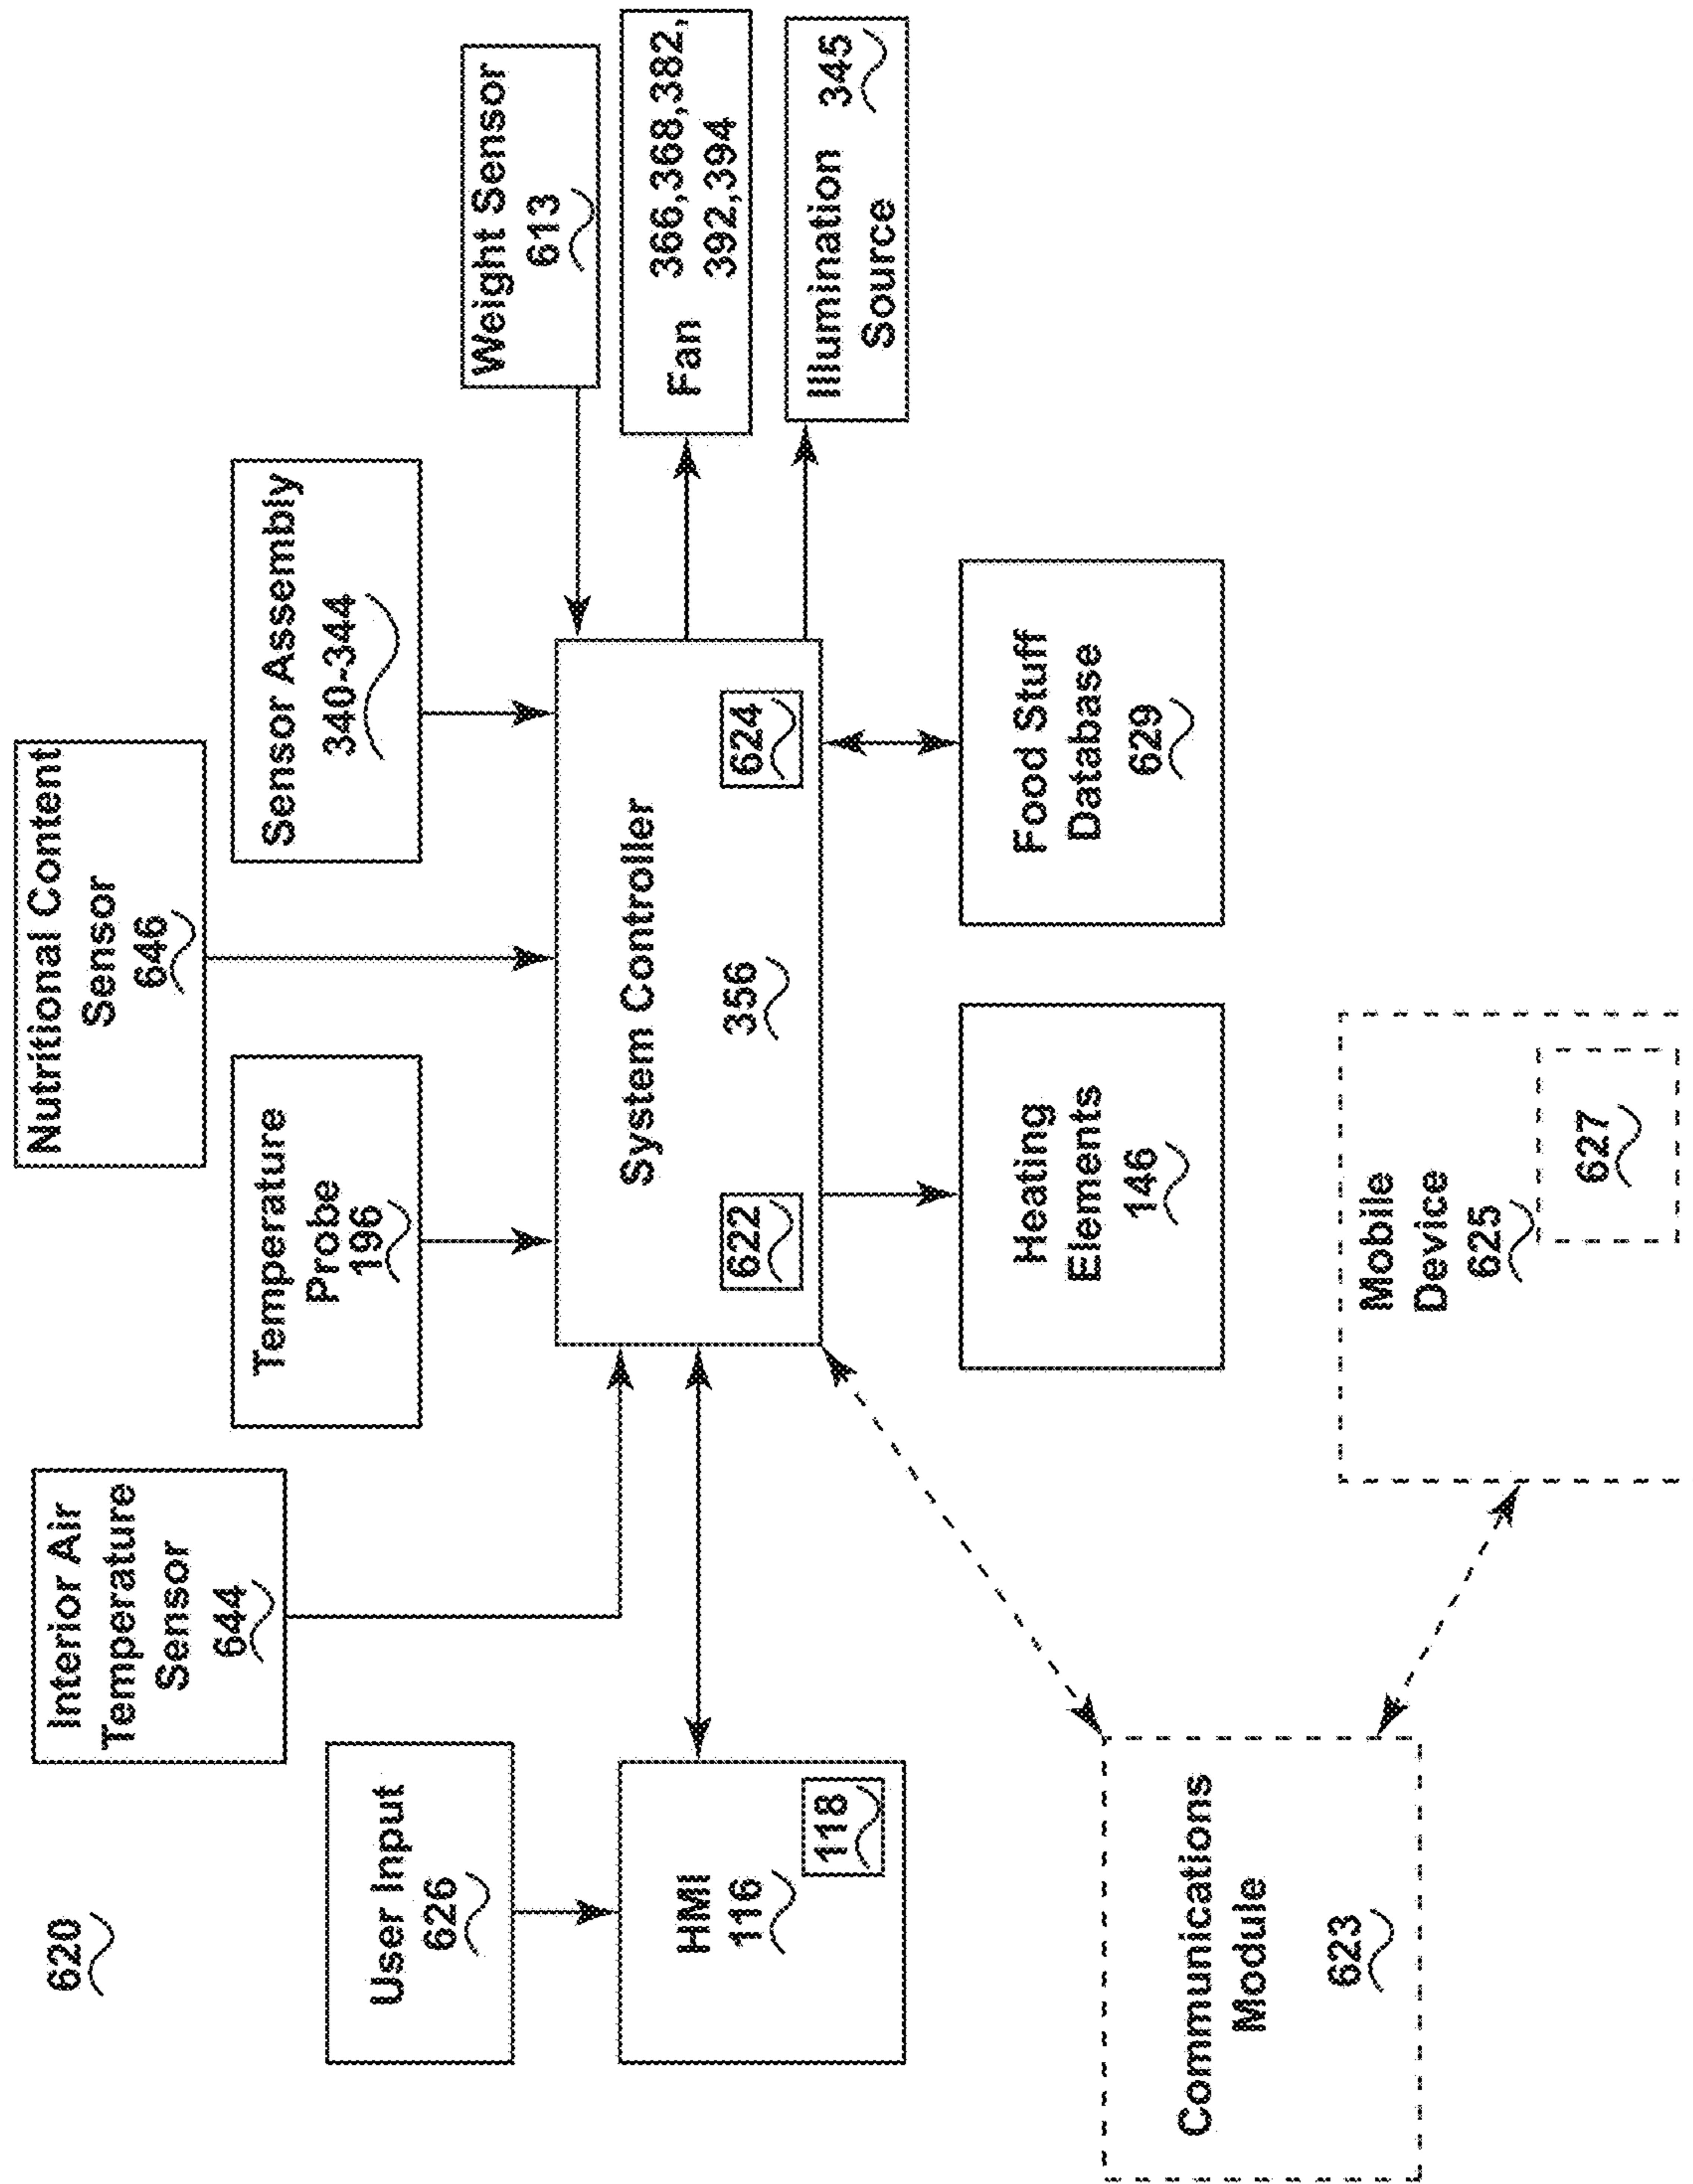 620
User Input
626
HMI
116
118
Interior Air
Temperature
Sensor
644
Temperature
Probe
196
Nutritional Content
Sensor
646
Sensor Assembly
340-344
Weight Sensor
613
Fan 366,368,382,
392,394
Illumination 345
Source
System Controller
622
356
624
Heating
Elements
146
Food Stuff
Database
629
Communications
Module
623
Mobile
Device
625
627